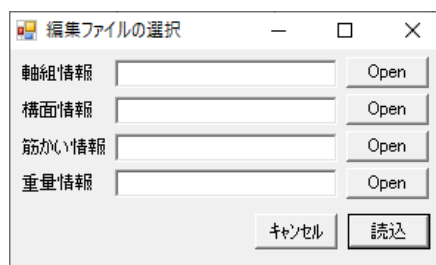 編集ファイルの選択
軸組情報 Open
構面情報 Open
筋かい情報 Open
重量情報 Open
キャンセル 読込